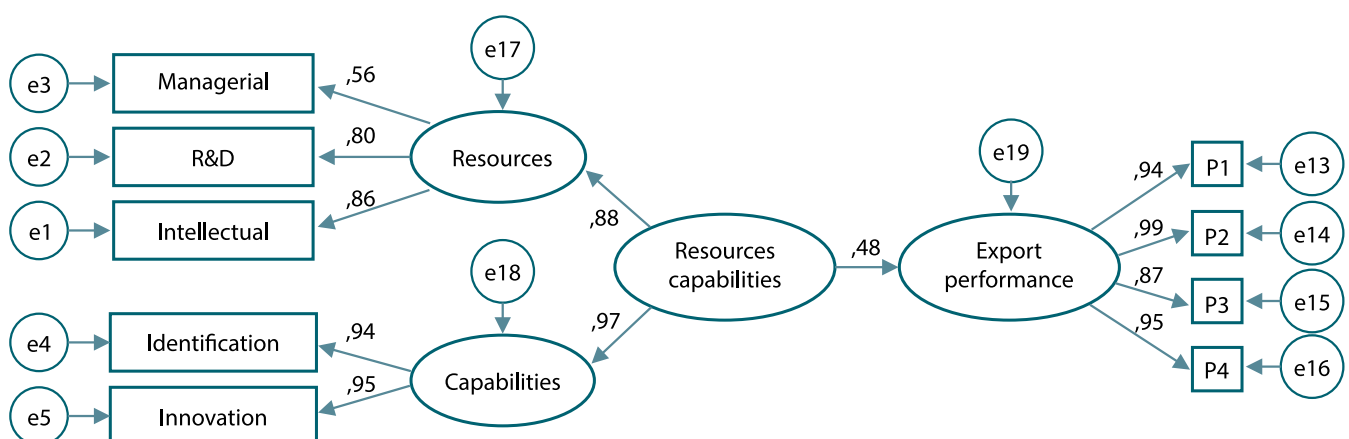 e17
e3
Managerial
,56
e19
e13
P1
,94
e2
R&D
,80
Resources
,86
e1
Intellectual
,88
Resources
capabilities
,48
Export
performance
,99
P2
e14
,87
P3
e15
,95
P4
e16
e18
,97
e4
Identification
,94
Capabilities
,95
e5
Innovation